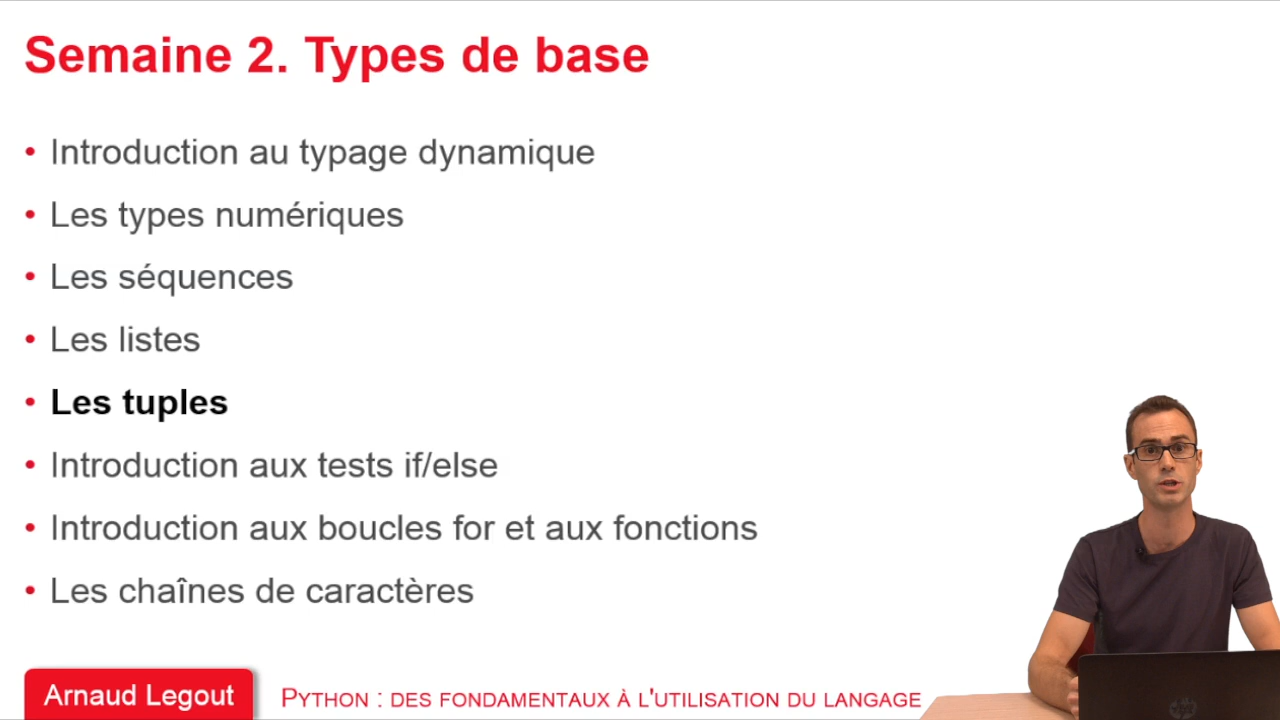 Semaine 2. Types de base
• Introduction au typage dynamique
• Les types numériques
• Les séquences
• Les listes
• Les tuples
• Introduction aux tests if/else
• Introduction aux boucles for et aux fonctions
• Les chaînes de caractères
Arnaud Legout
PYTHON : DES FONDAMENTAUX À L'UTILISATION DU LANGAGE